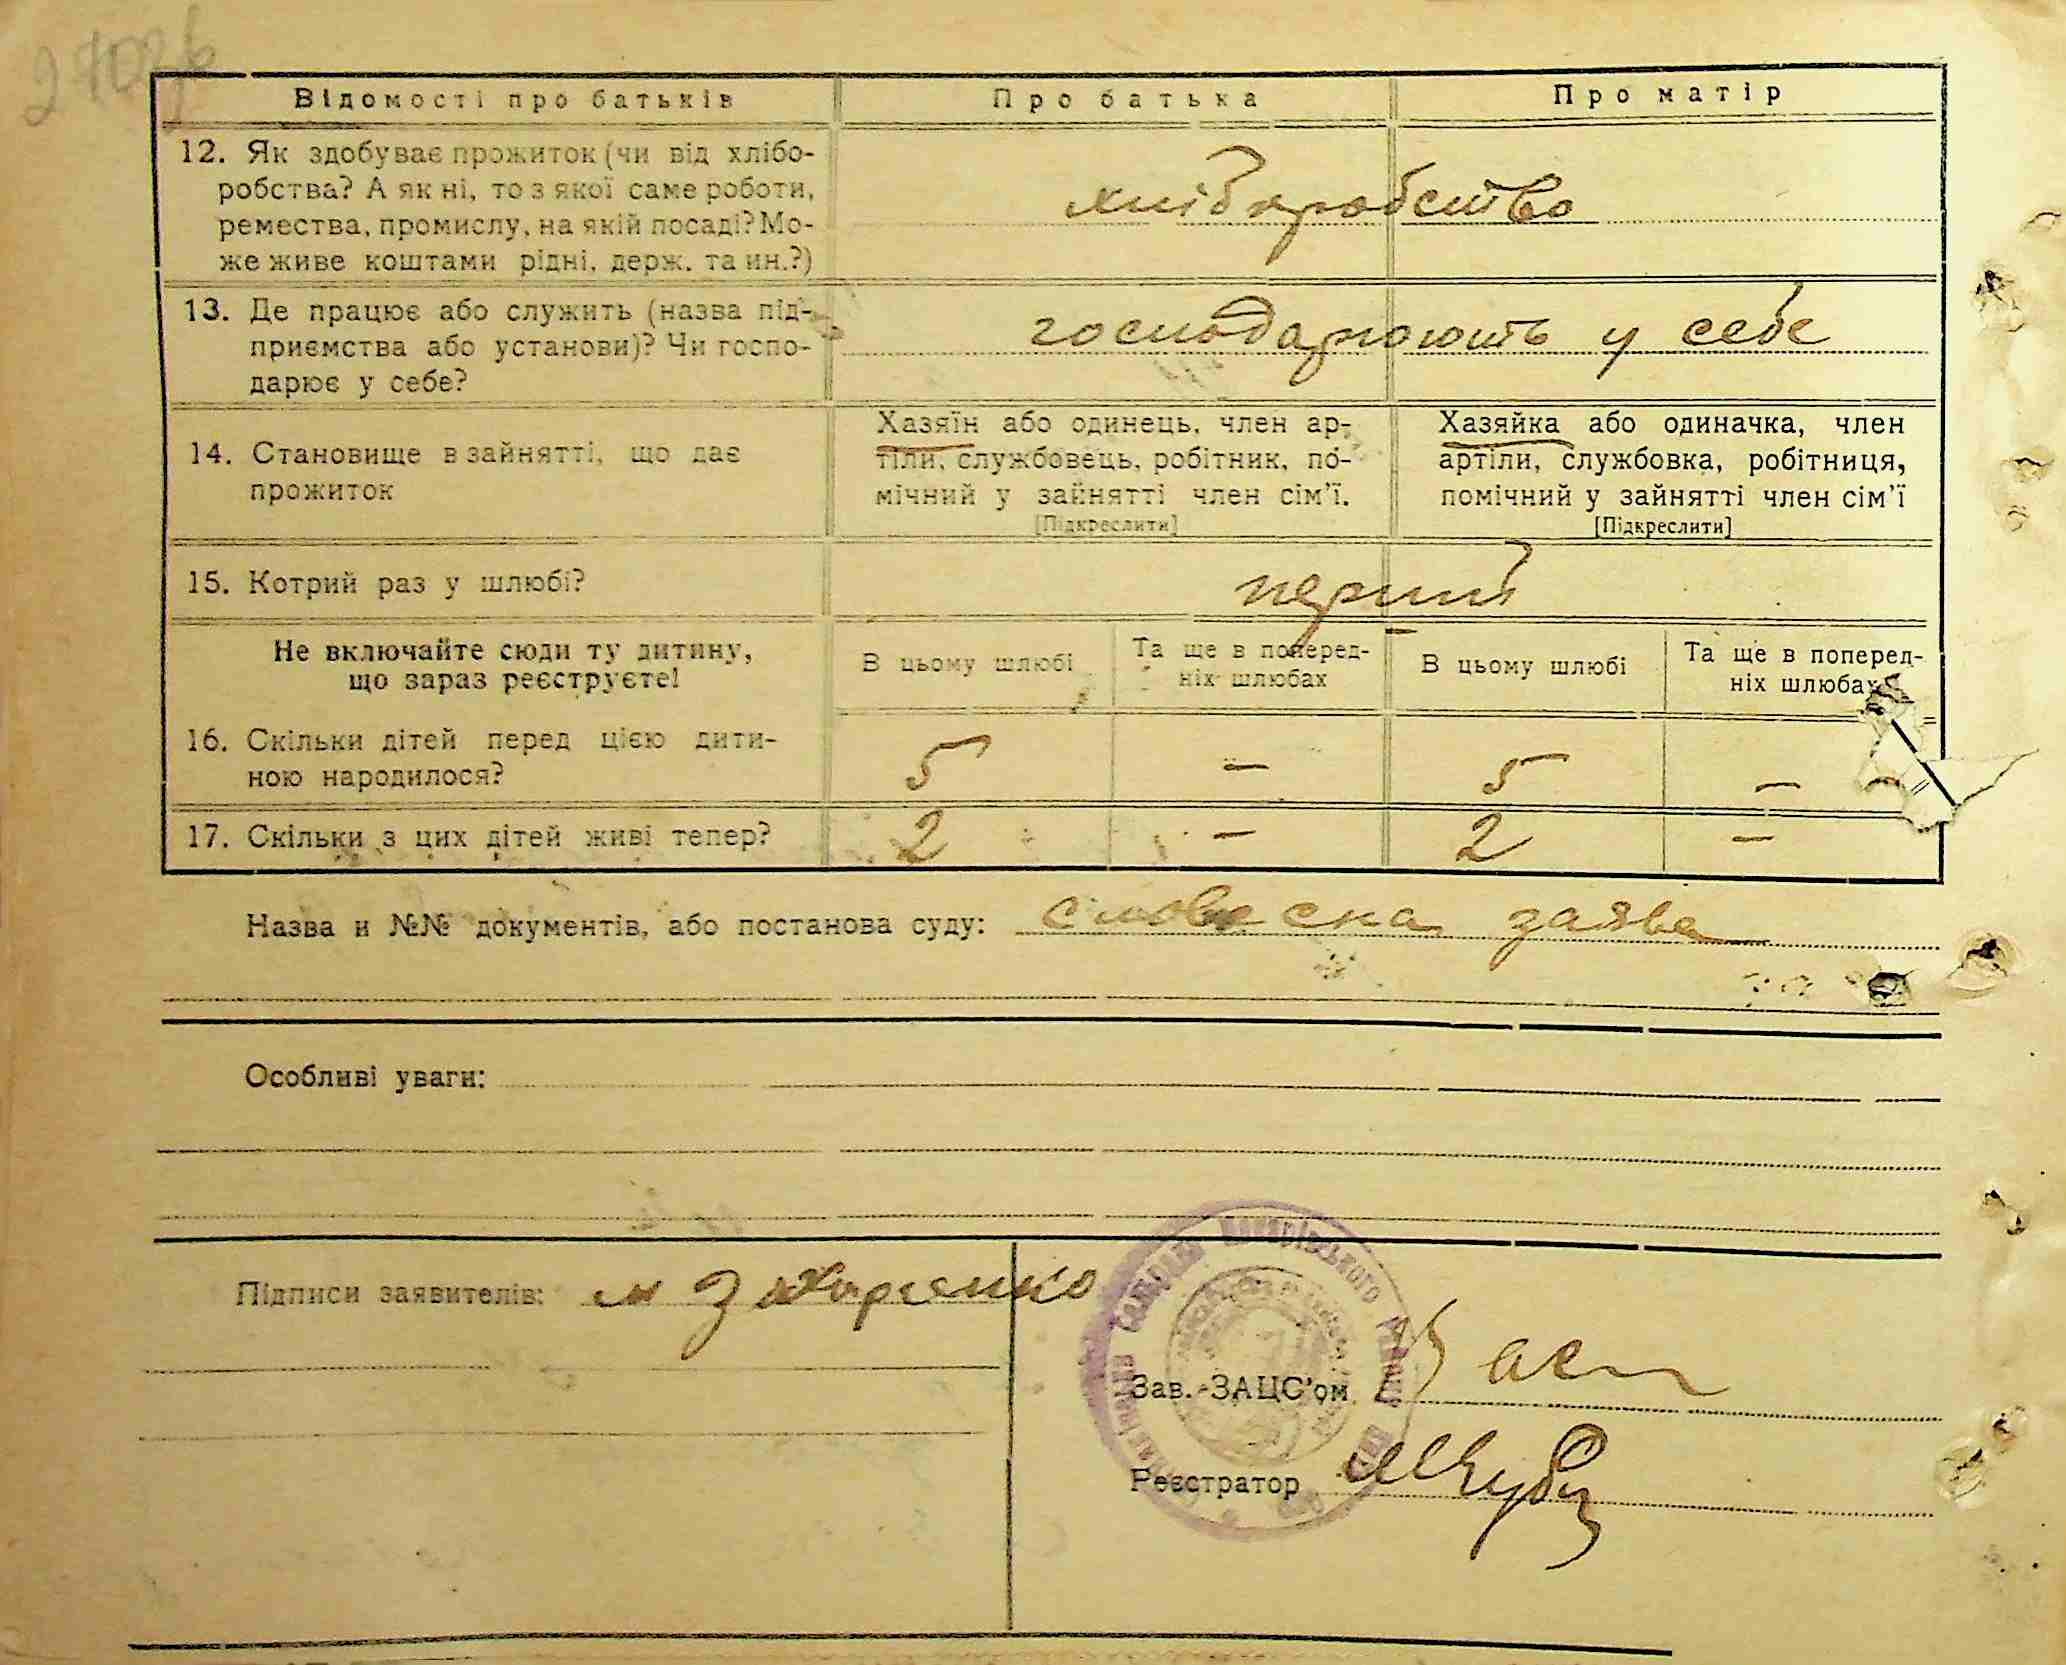 Відомості про батьків Про батька Про матір
12. Як здобуває прожиток (чи від хлібо-
робства? А як ні, то з якої саме роботи,
ремества, промислу, на якій посаді? Мо-
же живе коштами рідні, держ. та ин.?)
хліборобство
13. Де працює або служить (назва під-
приємства або установи)? Чи госпо-
дарює у себе?
господарюють у себе
14. Становище в зайнятті, що дає
прожиток
Хазяїн або одинець, член ар-
тіли, службовець, робітник, по-
мічний у зайнятті член сім'ї.
[Підкреслити]
Хазяйка або одиначка, член
артіли, службовка, робітниця,
помічний у зайнятті член сім'ї
[Підкреслити]
15. Котрий раз у шлюбі?
перший
Не включайте сюди ту дитину,
що зараз реєструєте!
В цьому шлюбі
Та ще в поперед-
ніх шлюбах
В цьому шлюбі
Та ще в поперед-
ніх шлюбах
16. Скільки дітей перед цією дити-
ною народилося?
5 – 5 –
17. Скільки з цих дітей живі тепер? 2 – 2 –
Назва и №№ документів, або постанова суду: словесна заява
Особливі уваги:
Підписи заявителів: м Захаренко
Зав. ЗАЦС'ом
Реєстратор